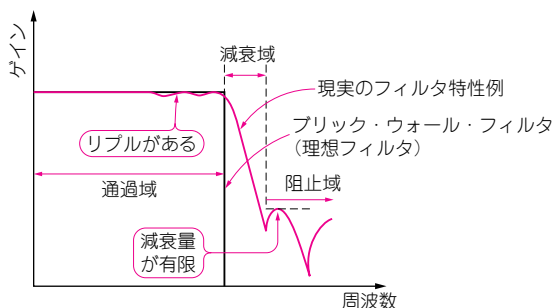 ゲイン
減衰域
現実のフィルタ特性例
ブリック・ウォール・フィルタ
(理想フィルタ)
リプルがある
通過域
阻止域
減衰量
が有限
周波数